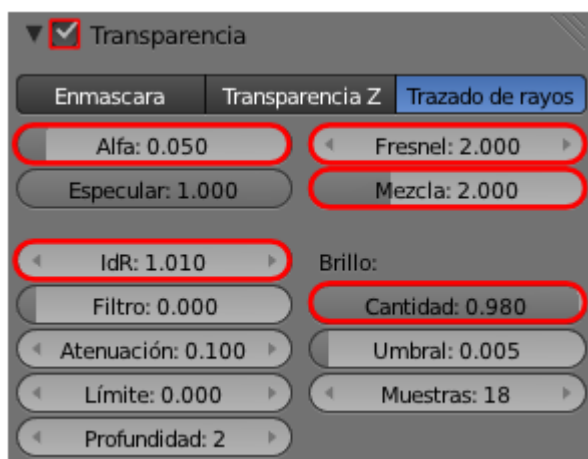 Transparencia
Enmascara Transparencia Z Trazado de rayos
Alfa: 0.050 Fresnel: 2.000
Especular: 1.000 Mezcla: 2.000
IdR: 1.010 Brillo:
Filtro: 0.000 Cantidad: 0.980
Atenuación: 0.100 Umbral: 0.005
Límite: 0.000 Muestras: 18
Profundidad: 2